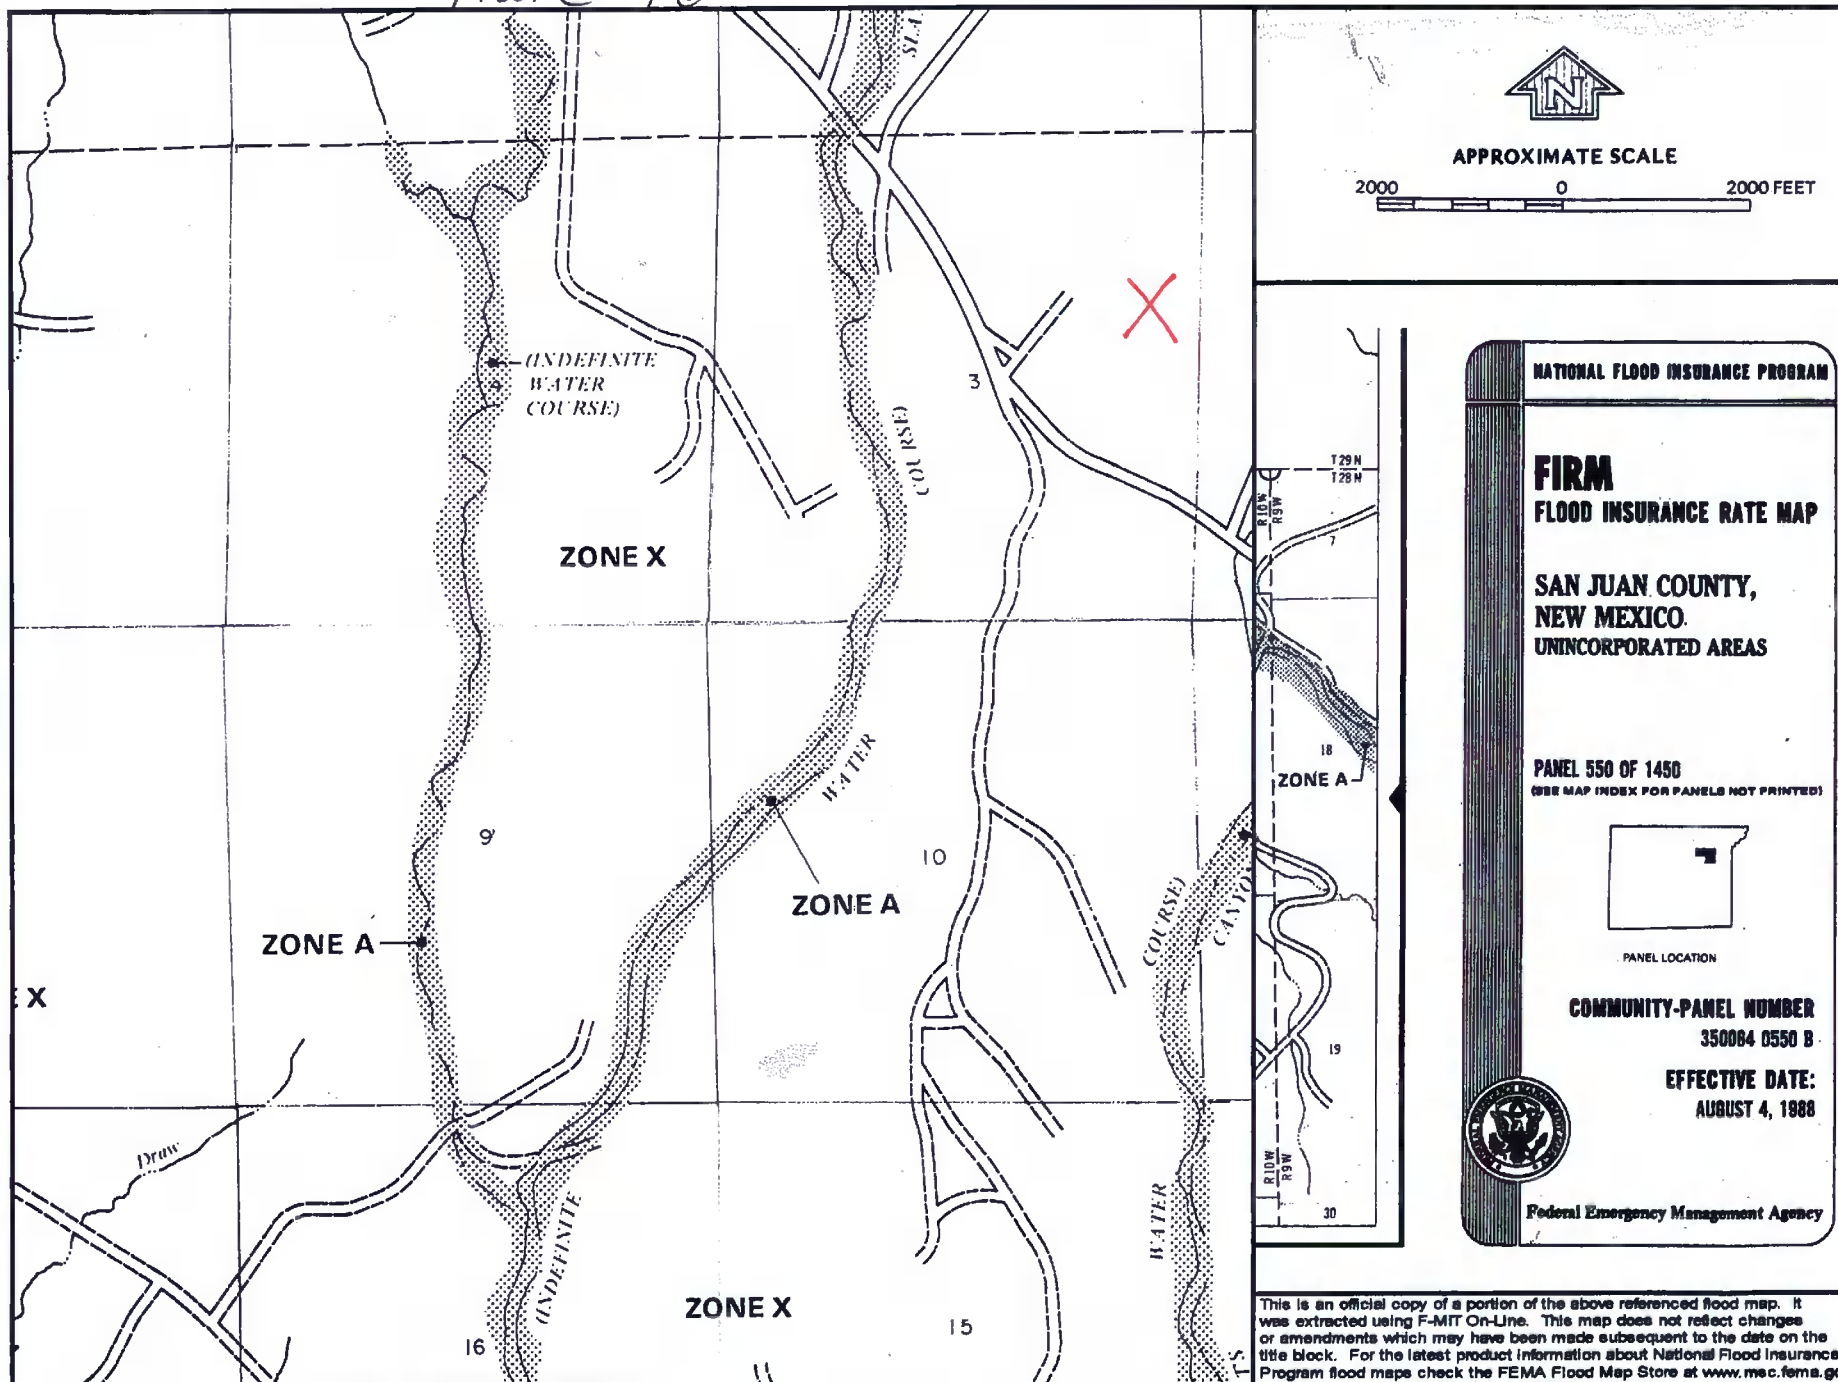 SLA
(INDEFINITE
WATER
COURSE)
3
COURSE)
ZONE X
WATER
9
10
ZONE A
ZONE A
COURSE)
CANYON
E X
Draw
(INDEFINITE
WATER
ZONE X
16
15
N
APPROXIMATE SCALE
2000 0 2000 FEET
T29N
T28N
R10W
R9W
7
18
ZONE A
19
R10W
R9W
30
NATIONAL FLOOD INSURANCE PROGRAM
FIRM
FLOOD INSURANCE RATE MAP
SAN JUAN COUNTY,
NEW MEXICO
UNINCORPORATED AREAS
PANEL 550 OF 1450
(SEE MAP INDEX FOR PANELS NOT PRINTED)
PANEL LOCATION
COMMUNITY-PANEL NUMBER
350064 0550 B
EFFECTIVE DATE:
AUGUST 4, 1988
Federal Emergency Management Agency
This is an official copy of a portion of the above referenced flood map. It
was extracted using F-MIT On-Line. This map does not reflect changes
or amendments which may have been made subsequent to the date on the
title block. For the latest product information about National Flood Insurance
Program flood maps check the FEMA Flood Map Store at www.msc.fema.go